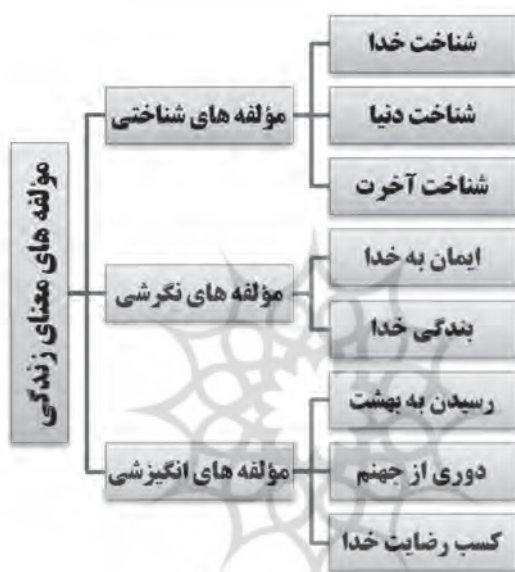 مؤلفه های معنای زندگی
مؤلفه های شناختی
شناخت خدا
شناخت دنیا
شناخت آخرت
مؤلفه های نگرشی
ایمان به خدا
بندگی خدا
مؤلفه های انگیزشی
رسیدن به بهشت
دوری از جهنم
کسب رضایت خدا